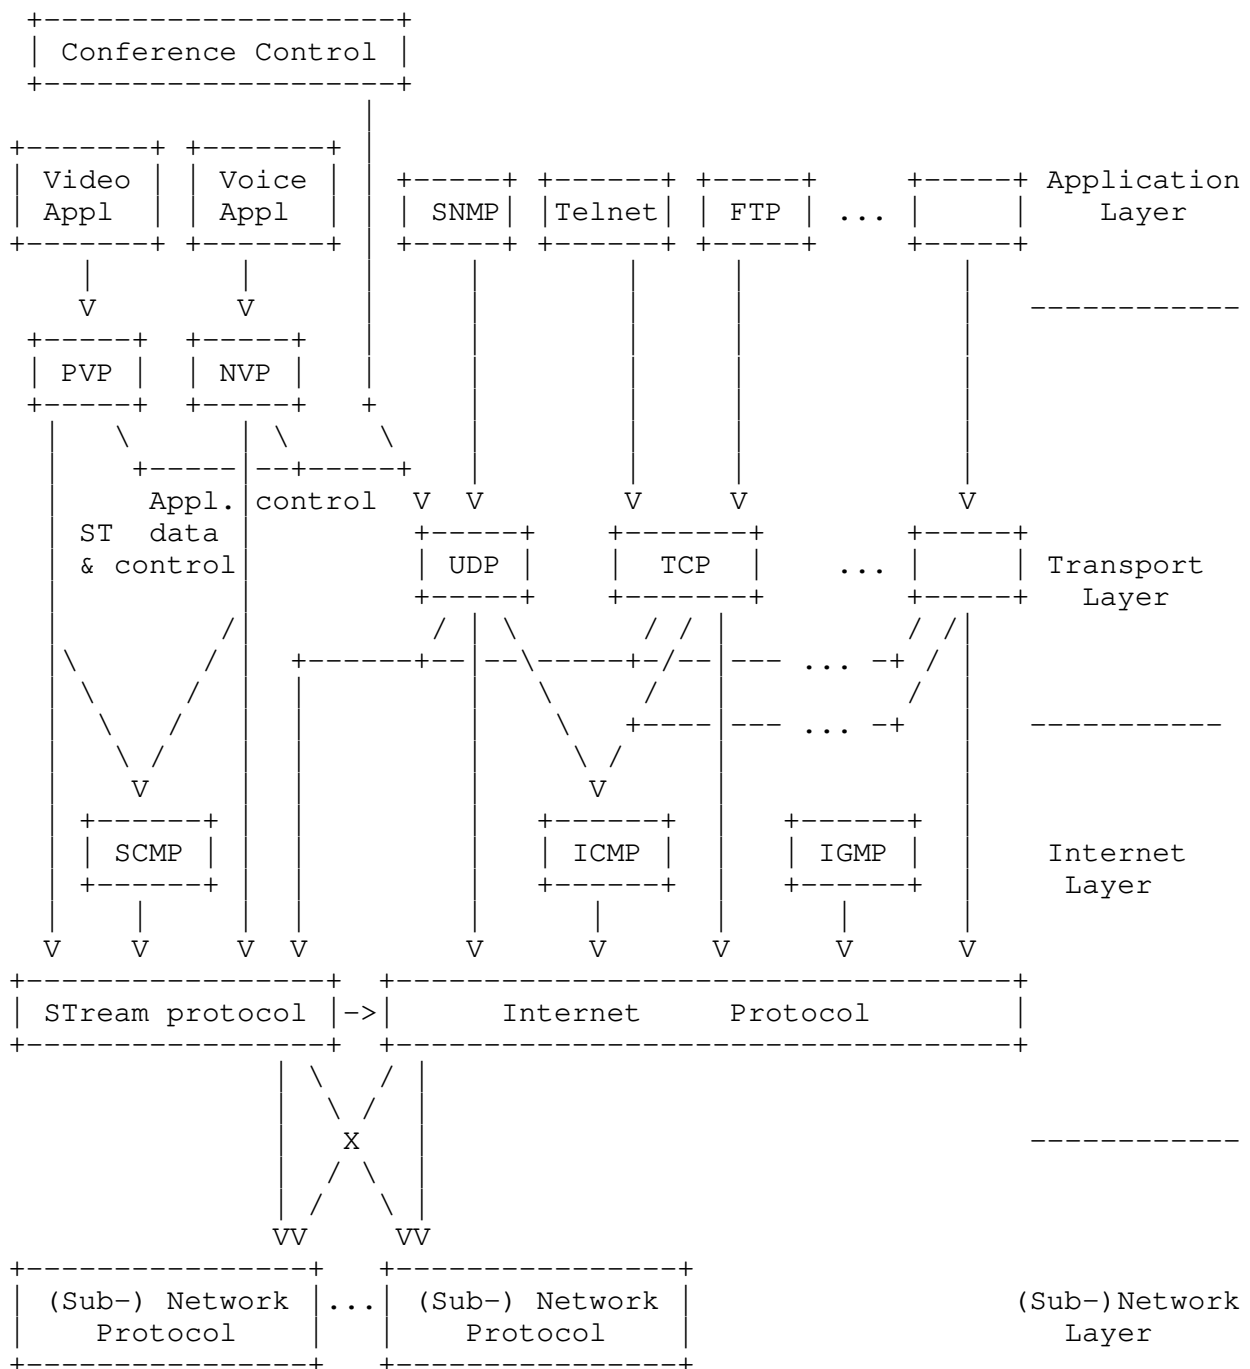 Conference Control
Video Voice Application
Appl Appl SNMP Telnet FTP ... Layer
V V
PVP NVP
Appl. control V V V V V
ST data
& control UDP TCP ... Transport
Layer
...
...
V V
SCMP ICMP IGMP Internet
Layer
V V V V V V V V V
STream protocol -> Internet Protocol
X
VV VV
(Sub-) Network ... (Sub-) Network (Sub-)Network
Protocol Protocol Layer